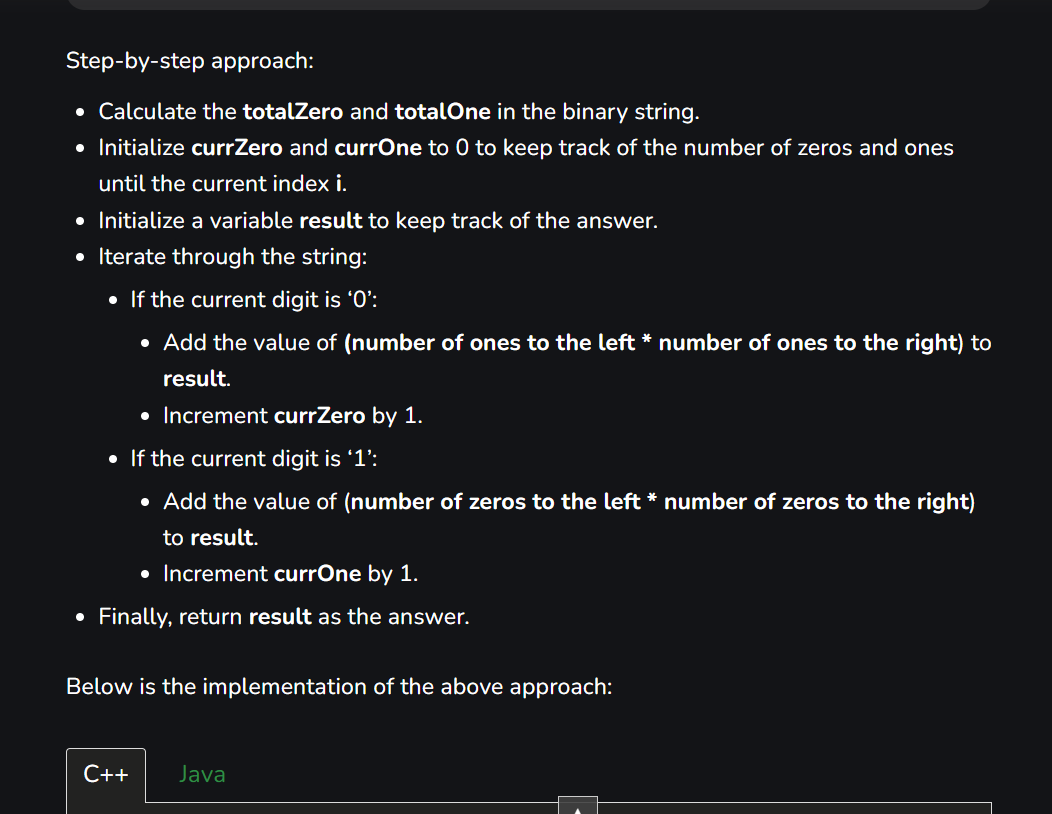 Step-by-step approach:
• Calculate the totalZero and totalOne in the binary string.
• Initialize currZero and currOne to 0 to keep track of the number of zeros and ones
until the current index i.
• Initialize a variable result to keep track of the answer.
• Iterate through the string:
• If the current digit is ‘0’:
• Add the value of (number of ones to the left * number of ones to the right) to
result.
• Increment currZero by 1.
• If the current digit is ‘1’:
• Add the value of (number of zeros to the left * number of zeros to the right)
to result.
• Increment currOne by 1.
• Finally, return result as the answer.
Below is the implementation of the above approach:
C++ Java